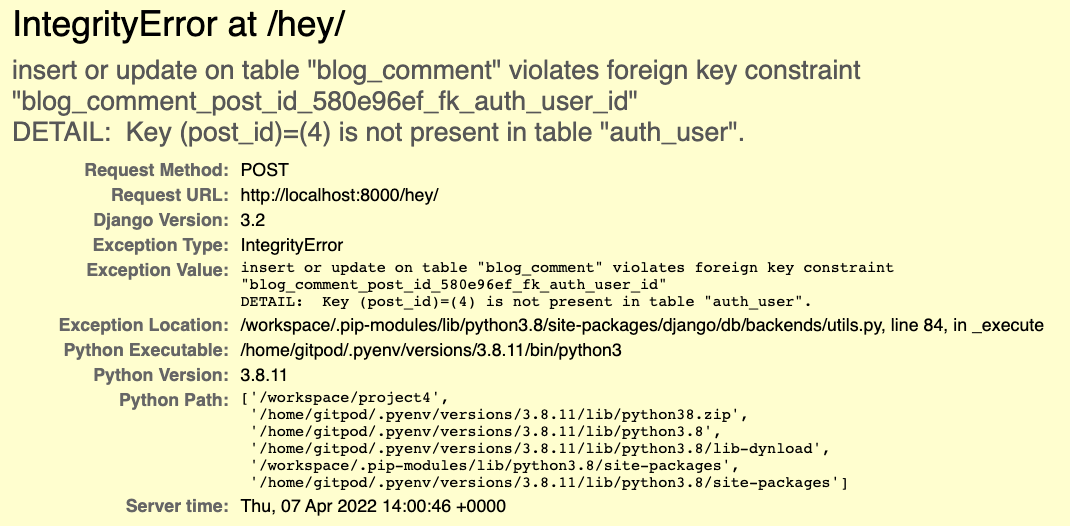 IntegrityError at /hey/
insert or update on table "blog_comment" violates foreign key constraint
"blog_comment_post_id_580e96ef_fk_auth_user_id"
DETAIL:  Key (post_id)=(4) is not present in table "auth_user".
Request Method: POST
Request URL: http://localhost:8000/hey/
Django Version: 3.2
Exception Type: IntegrityError
Exception Value: insert or update on table "blog_comment" violates foreign key constraint
"blog_comment_post_id_580e96ef_fk_auth_user_id"
DETAIL:  Key (post_id)=(4) is not present in table "auth_user".
Exception Location: /workspace/.pip-modules/lib/python3.8/site-packages/django/db/backends/utils.py, line 84, in _execute
Python Executable: /home/gitpod/.pyenv/versions/3.8.11/bin/python3
Python Version: 3.8.11
Python Path: ['/workspace/project4',
'/home/gitpod/.pyenv/versions/3.8.11/lib/python38.zip',
'/home/gitpod/.pyenv/versions/3.8.11/lib/python3.8',
'/home/gitpod/.pyenv/versions/3.8.11/lib/python3.8/lib-dynload',
'/workspace/.pip-modules/lib/python3.8/site-packages',
'/home/gitpod/.pyenv/versions/3.8.11/lib/python3.8/site-packages']
Server time: Thu, 07 Apr 2022 14:00:46 +0000